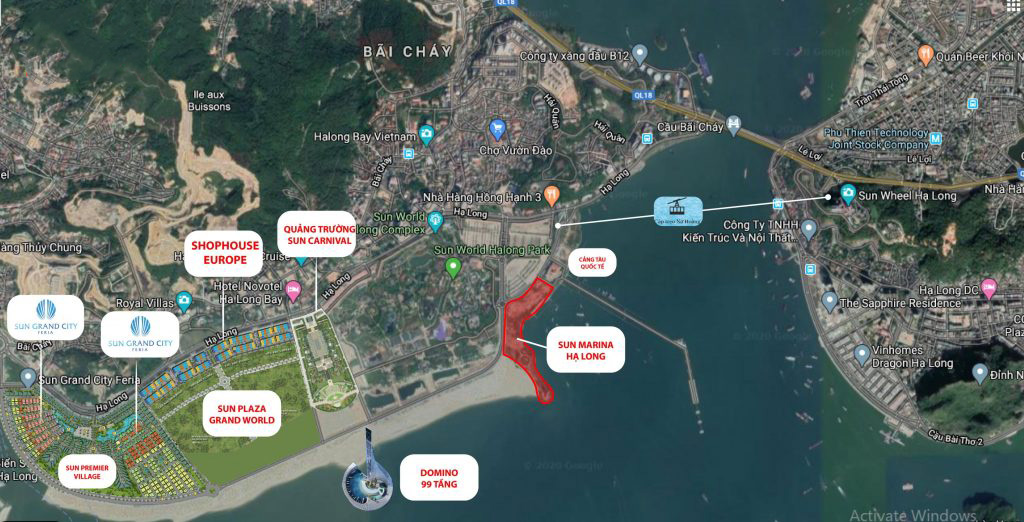 QL18
BÃI CHÁY
Công ty xăng dầu B12
Quán Beer Khôi N
Trần Thái Tông
Ile aux
Buissons
QL18
Hải Quân
Hải Quân
Cầu Bãi Cháy
Phu Thien Technology
Joint Stock Company
Lê Lợi
Lê Lợi
Halong Bay Vietnam
Bãi Cháy
Chợ Vườn Đào
QL18
Hạ Long
Nhà Hàng Hồng Hạnh 3
Hạ Long
Sun Wheel Hạ Long
Nhà Hà
Sun World
long Complex
Công Ty TNHH
Kiến Trúc Và Nội Thất...
QUẢNG TRƯỜNG
SUN CARNIVAL
SHOPHOUSE
EUROPE
àng Thủy Chung
Cruise
Sun World Halong Park
CẢNG TÀU
QUỐC TẾ
Hotel Novotel
Ha Long Bay
Hạ Long
Hạ Long DC
Plaza
Royal Villas
The Sapphire Residence
SUN GRAND CITY
FERIA
SUN GRAND CITY
FERIA
Hạ Long
Bãi Cháy
SUN MARINA
HẠ LONG
Vinhomes
Dragon Hạ Long
Đỉnh N
Sun Grand City Feria
Hạ Long
SUN PLAZA
GRAND WORLD
Cầu Bài Thơ 2
SUN PREMIER
VILLAGE
Hạ Long
DOMINO
99 TẦNG
© 2020 Google
Activate Windows